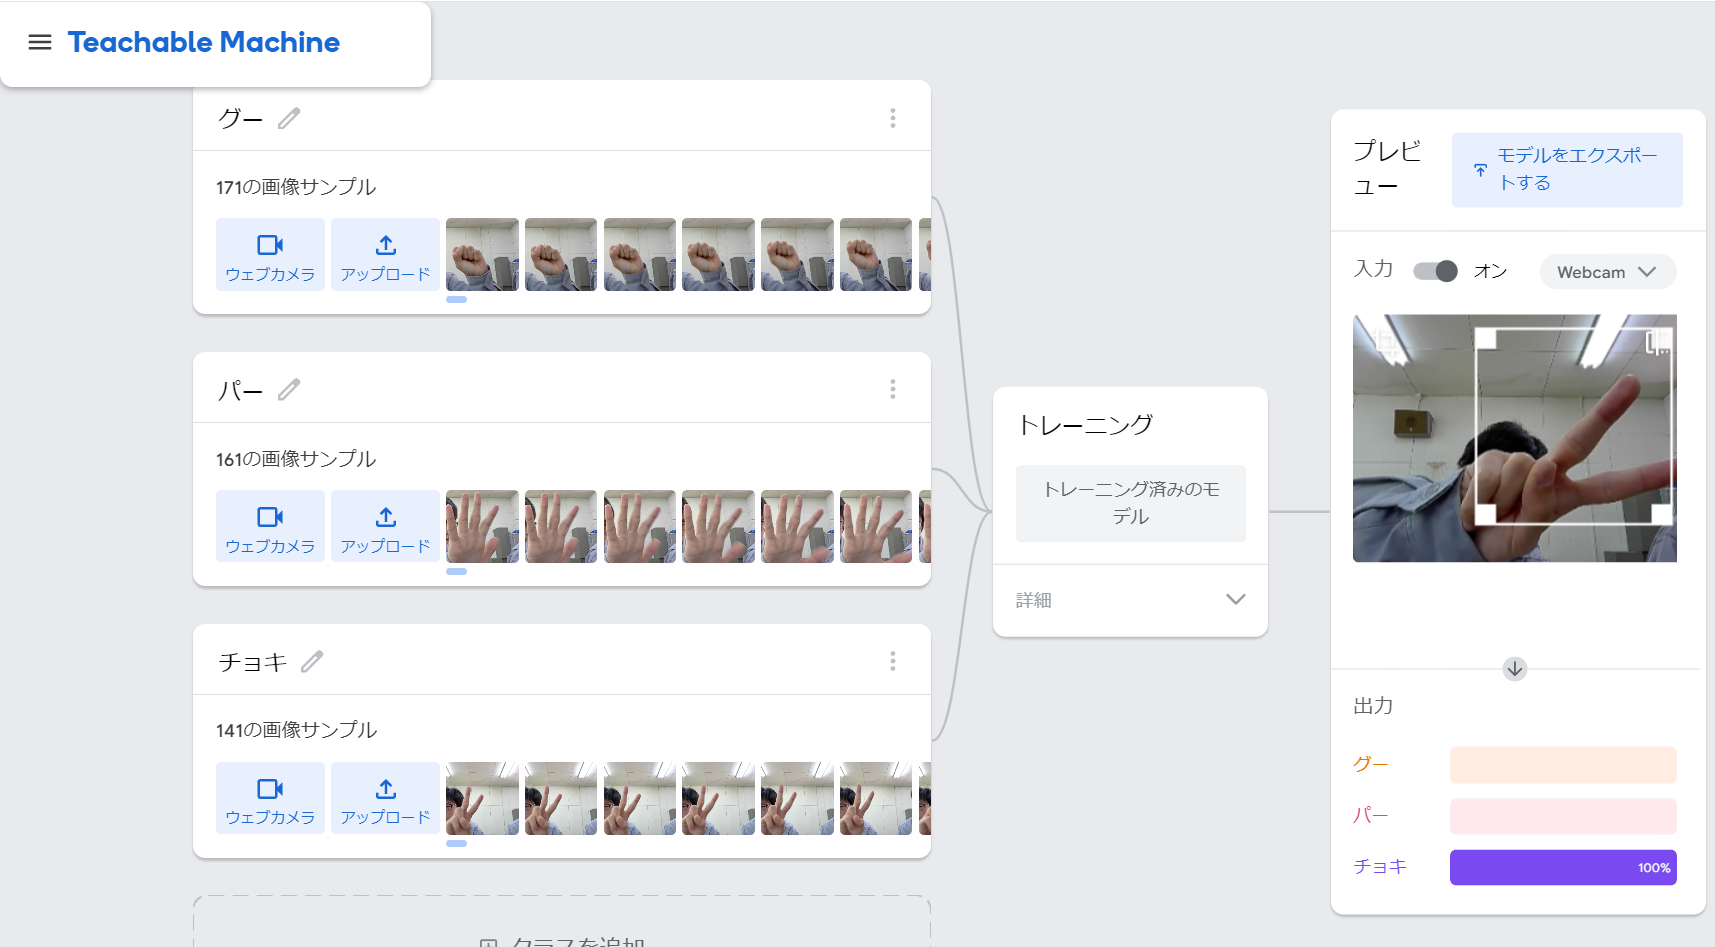 Teachable Machine
グー
171の画像サンプル
ウェブカメラ
アップロード
パー
161の画像サンプル
ウェブカメラ
アップロード
チョキ
141の画像サンプル
ウェブカメラ
アップロード
クラスを追加
トレーニング
トレーニング済みのモ
デル
詳細
プレビ
ュー
モデルをエクスポー
トする
入力
オン
Webcam
出力
グー
パー
チョキ
100%